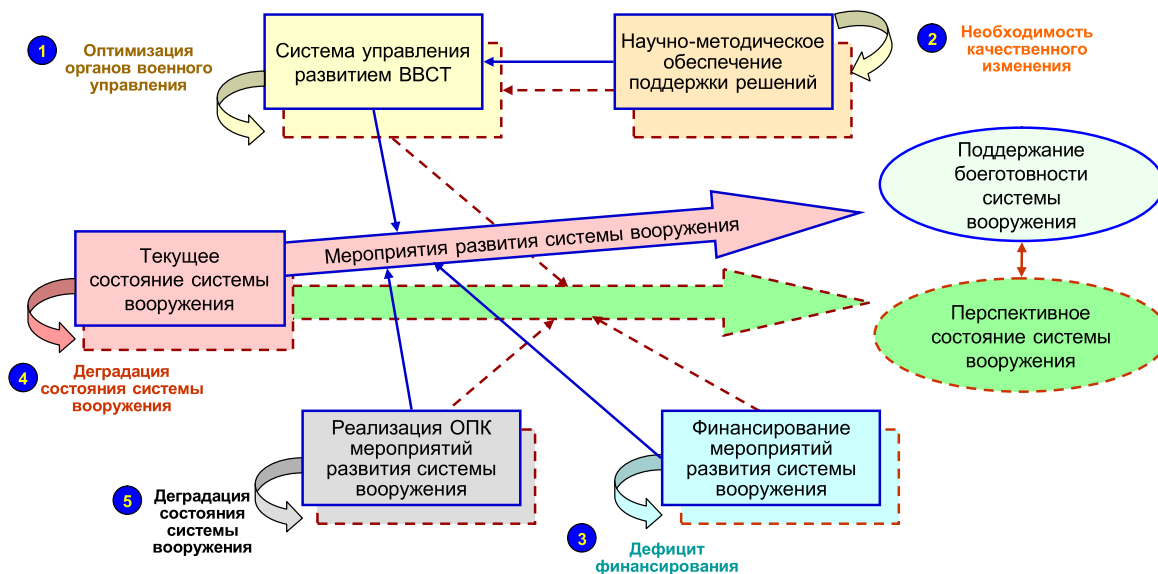 1
Оптимизация
органов военного
управления
Система управления
развитием ВВСТ
Научно-методическое
обеспечение
поддержки решений
2
Необходимость
качественного
изменения
Поддержание
боеготовности
системы
вооружения
Мероприятия развития системы вооружения
Текущее
состояние системы
вооружения
Перспективное
состояние системы
вооружения
4
Деградация
состояния системы
вооружения
Реализация ОПК
мероприятий
развития системы
вооружения
Финансирование
мероприятий
развития системы
вооружения
5
Деградация
состояния
системы
вооружения
3
Дефицит
финансирования